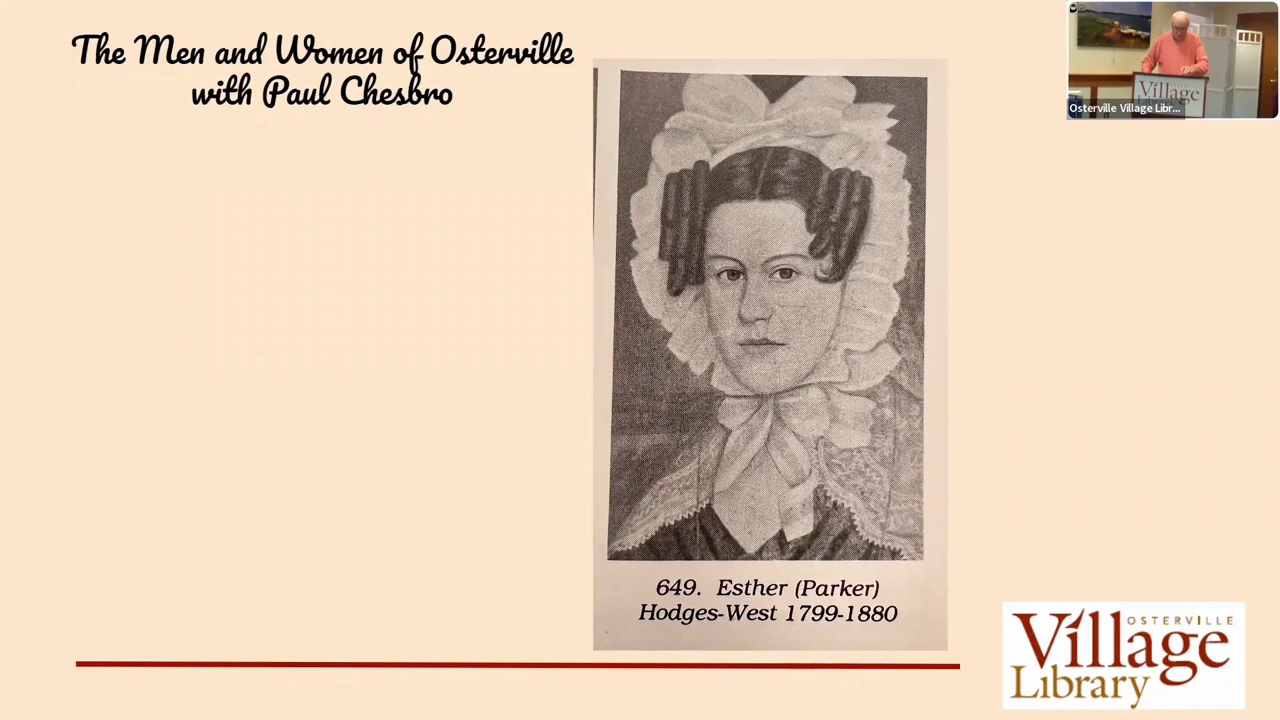 The Men and Women of Osterville
with Paul Chesbro
Village
Osterville Village Libr...
649. Esther (Parker)
Hodges-West 1799-1880
OSTERVILLE
Village
Library